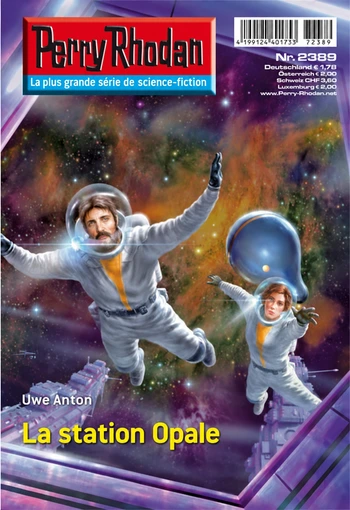 Perry Rhodan
La plus grande série de science-fiction
4 199124 401733
72389
Nr. 2389
Deutschland € 1,78
Österreich € 2,00
Schweiz CHF 3,60
Luxemburg € 2,00
www.Perry-Rhodan.net
Uwe Anton
La station Opale